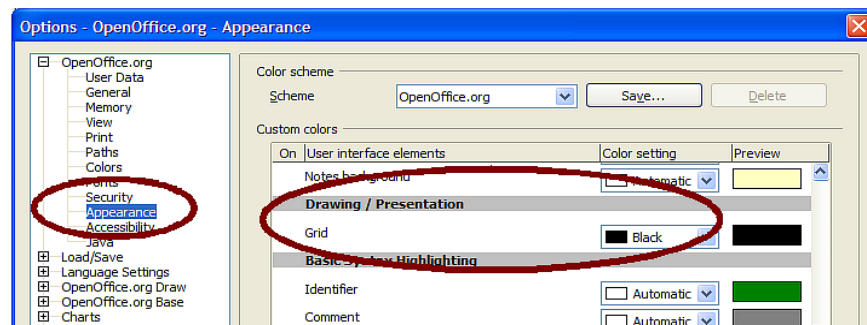 Options - OpenOffice.org - Appearance
OpenOffice.org
User Data
General
Memory
View
Print
Paths
Colors
Fonts
Security
Appearance
Accessibility
Java
Load/Save
Language Settings
OpenOffice.org Draw
OpenOffice.org Base
Charts
Color scheme
Scheme OpenOffice.org Save... Delete
Custom colors
On User interface elements Color setting Preview
Notes background Automatic
Drawing / Presentation
Grid Black
Basic Syntax Highlighting
Identifier Automatic
Comment Automatic